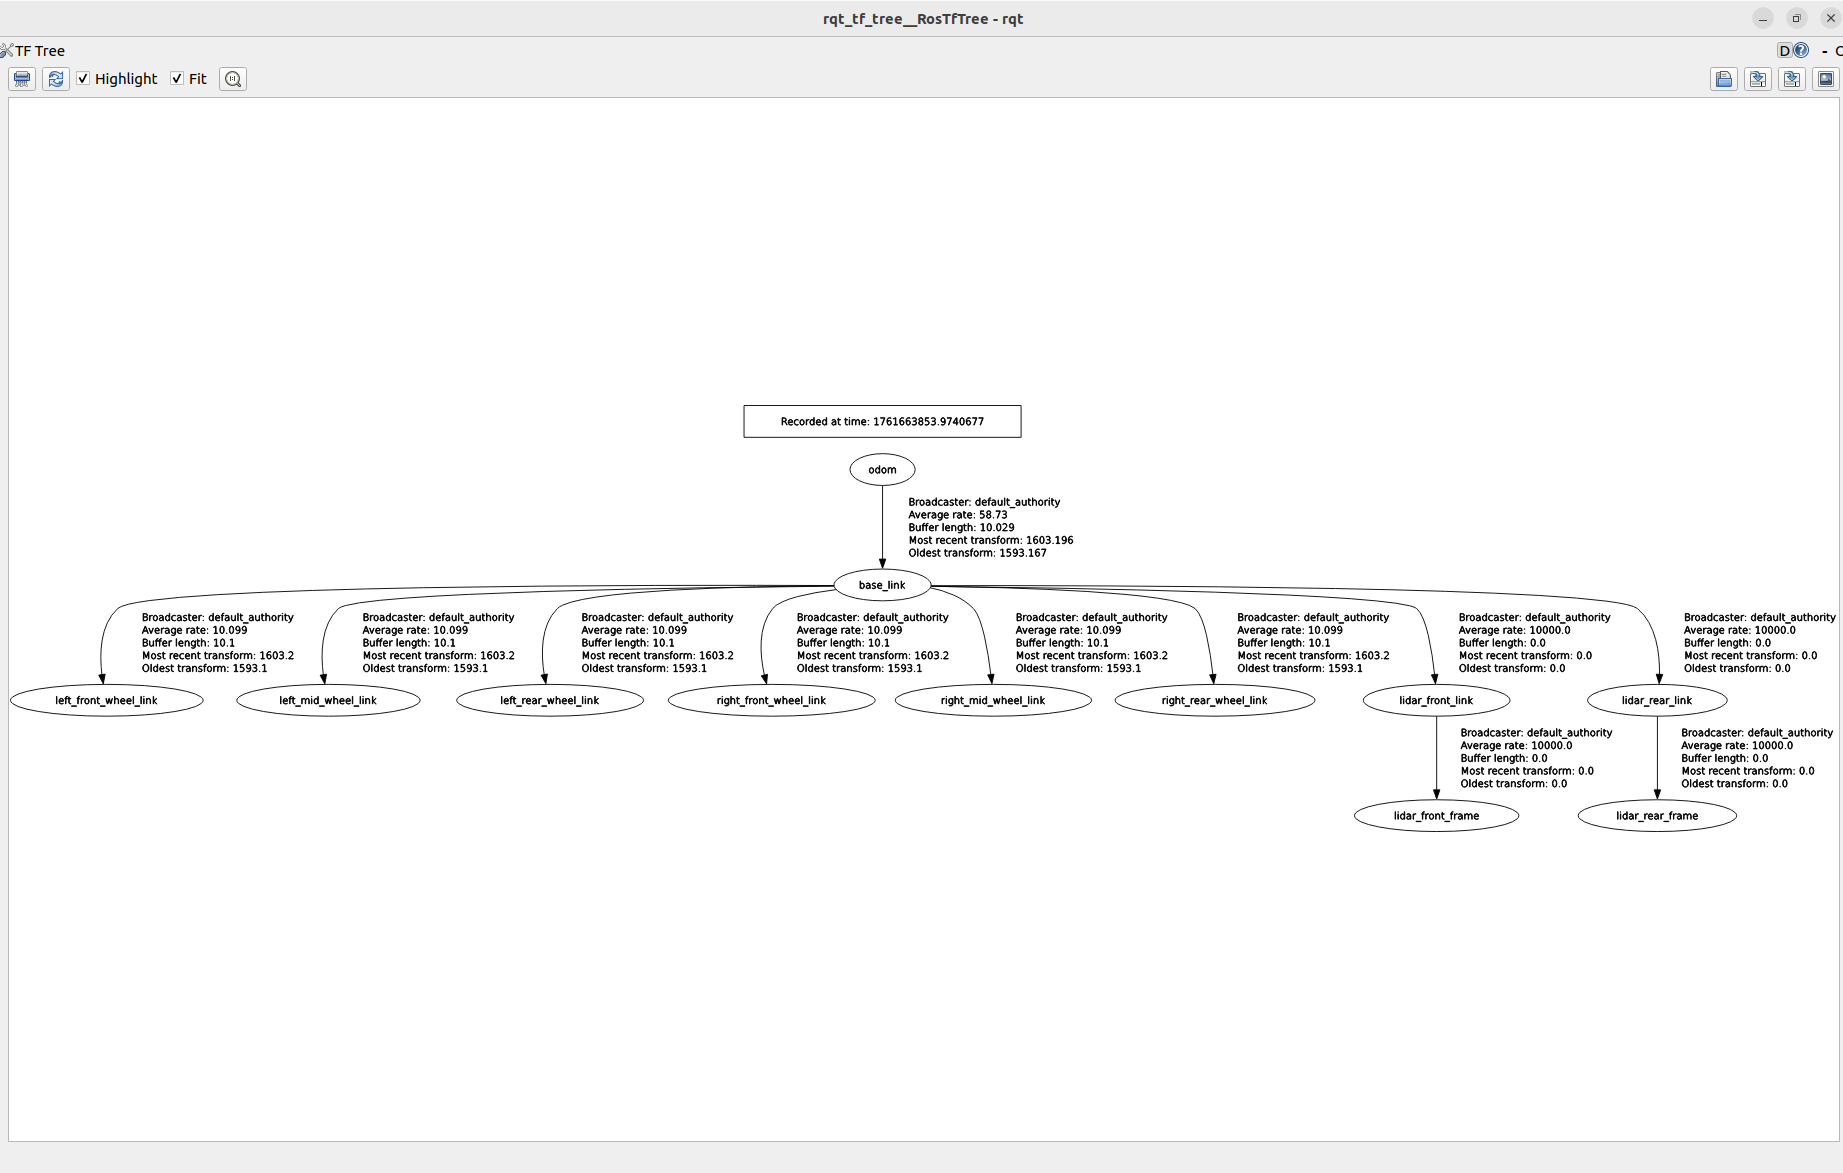 rqt_tf_tree__RosTfTree - rqt
TF Tree
D
- C
Highlight
Fit
Recorded at time: 1761663853.9740677
odom
Broadcaster: default_authority
Average rate: 58.73
Buffer length: 10.029
Most recent transform: 1603.196
Oldest transform: 1593.167
base_link
Broadcaster: default_authority
Average rate: 10.099
Buffer length: 10.1
Most recent transform: 1603.2
Oldest transform: 1593.1
left_front_wheel_link
Broadcaster: default_authority
Average rate: 10.099
Buffer length: 10.1
Most recent transform: 1603.2
Oldest transform: 1593.1
left_mid_wheel_link
Broadcaster: default_authority
Average rate: 10.099
Buffer length: 10.1
Most recent transform: 1603.2
Oldest transform: 1593.1
left_rear_wheel_link
Broadcaster: default_authority
Average rate: 10.099
Buffer length: 10.1
Most recent transform: 1603.2
Oldest transform: 1593.1
right_front_wheel_link
Broadcaster: default_authority
Average rate: 10.099
Buffer length: 10.1
Most recent transform: 1603.2
Oldest transform: 1593.1
right_mid_wheel_link
Broadcaster: default_authority
Average rate: 10.099
Buffer length: 10.1
Most recent transform: 1603.2
Oldest transform: 1593.1
right_rear_wheel_link
Broadcaster: default_authority
Average rate: 10000.0
Buffer length: 0.0
Most recent transform: 0.0
Oldest transform: 0.0
lidar_front_link
Broadcaster: default_authority
Average rate: 10000.0
Buffer length: 0.0
Most recent transform: 0.0
Oldest transform: 0.0
lidar_rear_link
Broadcaster: default_authority
Average rate: 10000.0
Buffer length: 0.0
Most recent transform: 0.0
Oldest transform: 0.0
lidar_front_frame
Broadcaster: default_authority
Average rate: 10000.0
Buffer length: 0.0
Most recent transform: 0.0
Oldest transform: 0.0
lidar_rear_frame